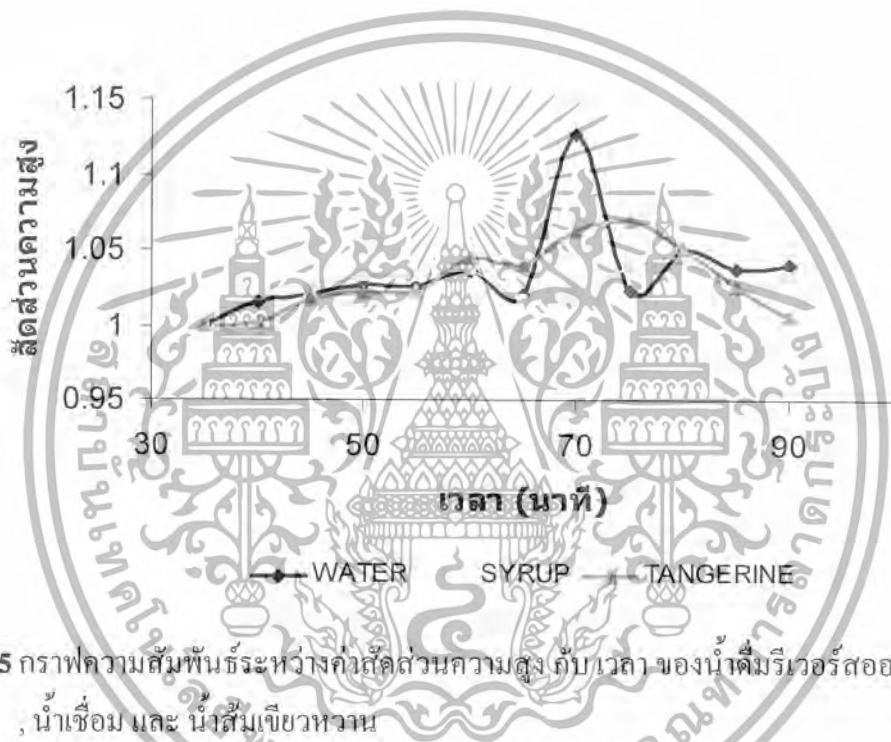 1.15
1.1
1.05
1
0.95
สัดส่วนความสูง
30 50 70 90
เวลา (นาที)
WATER SYRUP TANGERINE
5 กราฟความสัมพันธ์ระหว่างค่าสัดส่วนความสูง กับ เวลา ของน้ำดื่มรีเวอร์สออ
, น้ำเชื่อม และ น้ำส้มเขียวหวาน